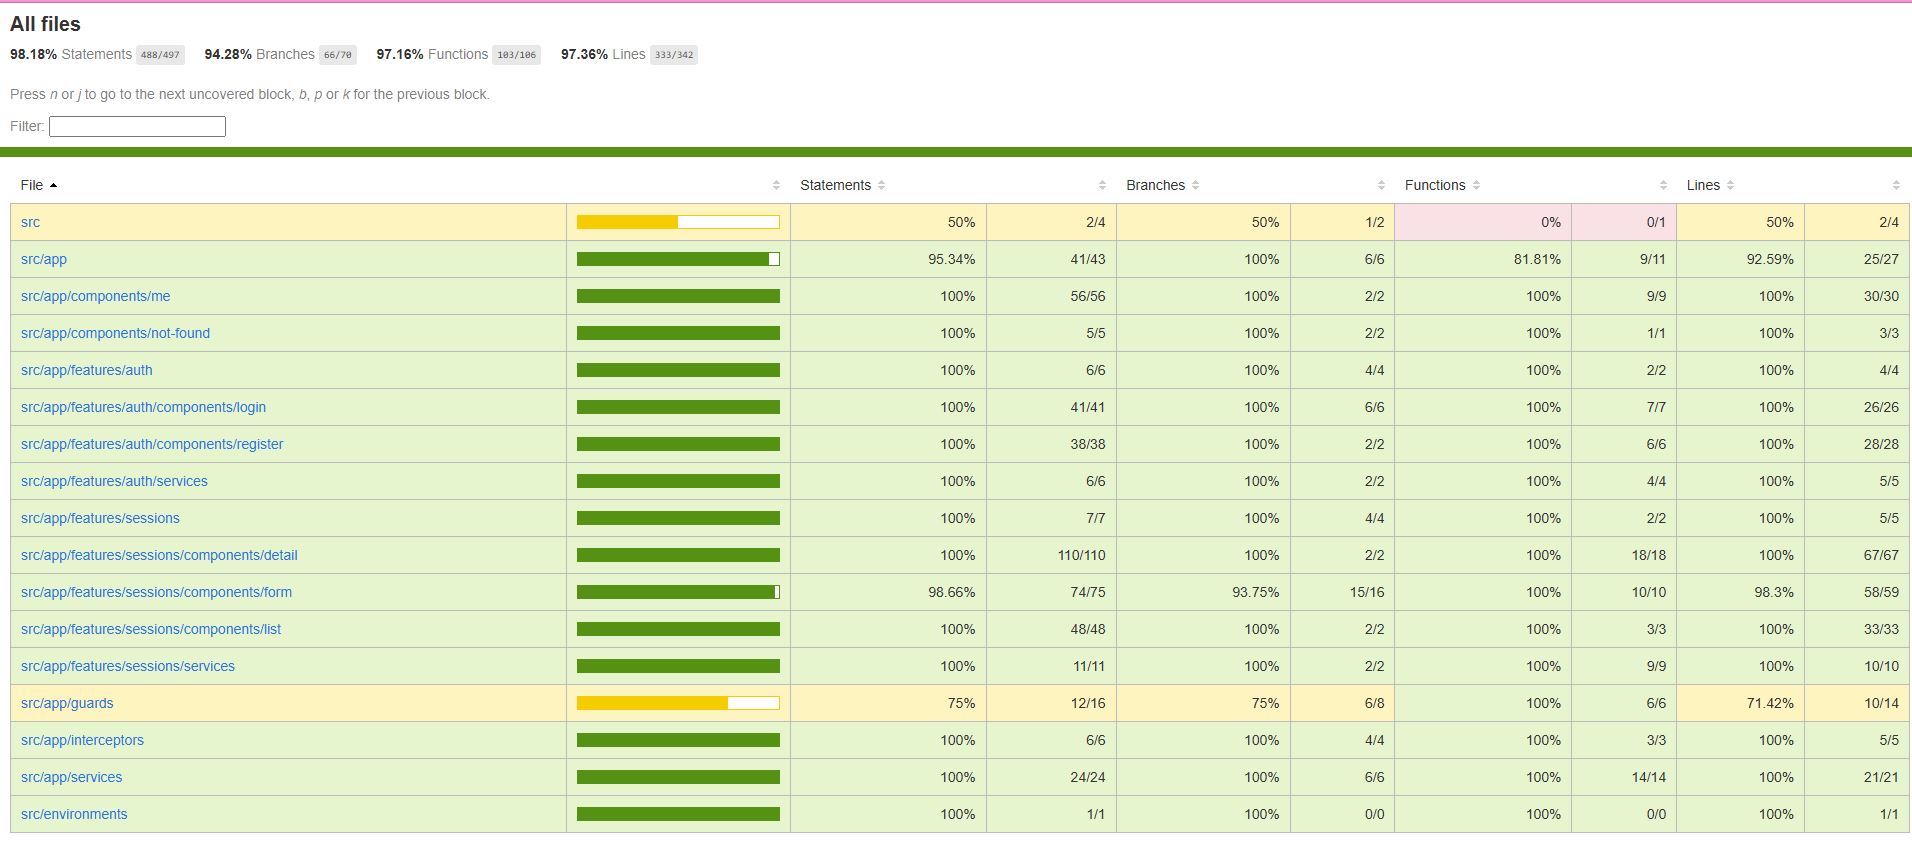 All files
98.18% Statements 488/497 94.28% Branches 66/70 97.16% Functions 103/106 97.36% Lines 333/342
Press n or j to go to the next uncovered block, b, p or k for the previous block.
Filter:
File Statements Branches Functions Lines
src 50% 2/4 50% 1/2 0% 0/1 50% 2/4
src/app 95.34% 41/43 100% 6/6 81.81% 9/11 92.59% 25/27
src/app/components/me 100% 56/56 100% 2/2 100% 9/9 100% 30/30
src/app/components/not-found 100% 5/5 100% 2/2 100% 1/1 100% 3/3
src/app/features/auth 100% 6/6 100% 4/4 100% 2/2 100% 4/4
src/app/features/auth/components/login 100% 41/41 100% 6/6 100% 7/7 100% 26/26
src/app/features/auth/components/register 100% 38/38 100% 2/2 100% 6/6 100% 28/28
src/app/features/auth/services 100% 6/6 100% 2/2 100% 4/4 100% 5/5
src/app/features/sessions 100% 7/7 100% 4/4 100% 2/2 100% 5/5
src/app/features/sessions/components/detail 100% 110/110 100% 2/2 100% 18/18 100% 67/67
src/app/features/sessions/components/form 98.66% 74/75 93.75% 15/16 100% 10/10 98.3% 58/59
src/app/features/sessions/components/list 100% 48/48 100% 2/2 100% 3/3 100% 33/33
src/app/features/sessions/services 100% 11/11 100% 2/2 100% 9/9 100% 10/10
src/app/guards 75% 12/16 75% 6/8 100% 6/6 71.42% 10/14
src/app/interceptors 100% 6/6 100% 4/4 100% 3/3 100% 5/5
src/app/services 100% 24/24 100% 6/6 100% 14/14 100% 21/21
src/environments 100% 1/1 100% 0/0 100% 0/0 100% 1/1